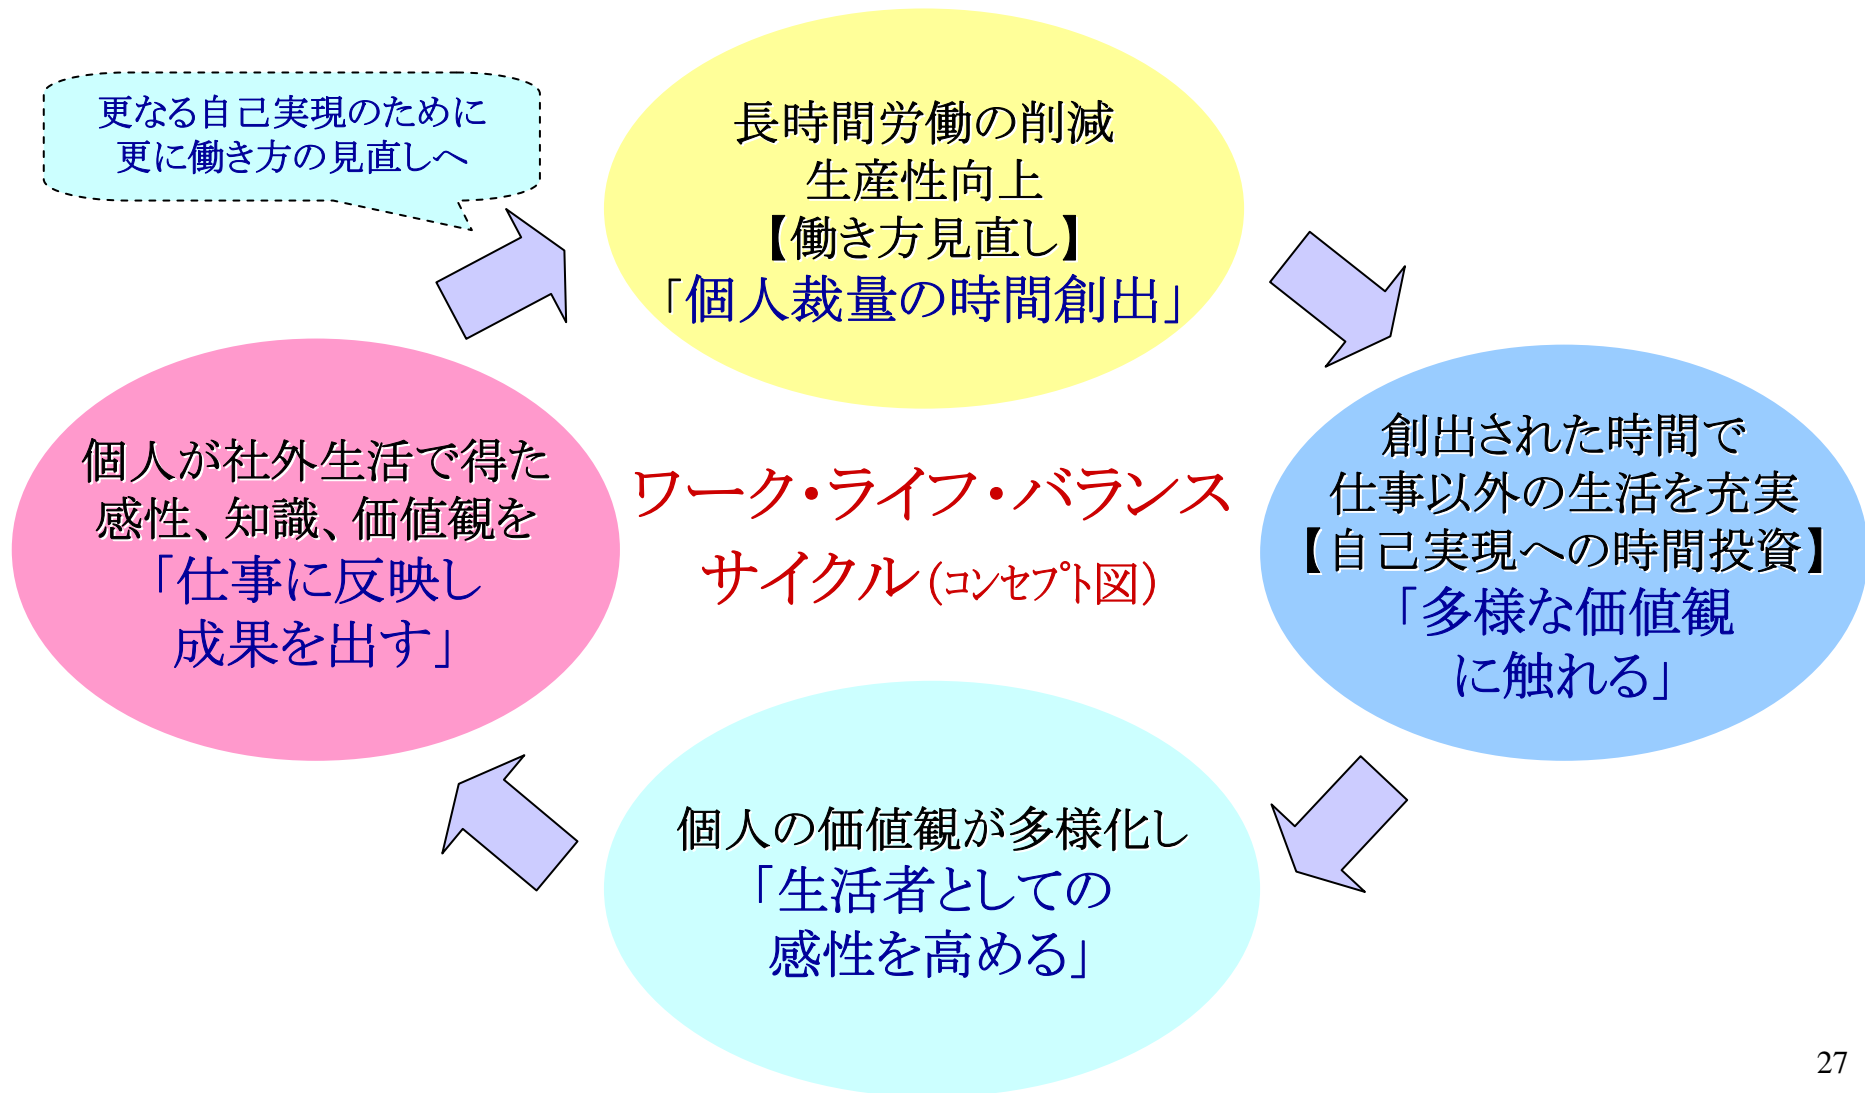 更なる自己実現のために
更に働き方の見直しへ
長時間労働の削減
生産性向上
【働き方見直し】
「個人裁量の時間創出」
創出された時間で
仕事以外の生活を充実
【自己実現への時間投資】
「多様な価値観
に触れる」
個人の価値観が多様化し
「生活者としての
感性を高める」
個人が社外生活で得た
感性、知識、価値観を
「仕事に反映し
成果を出す」
ワーク・ライフ・バランス
サイクル(コンセプト図)
27